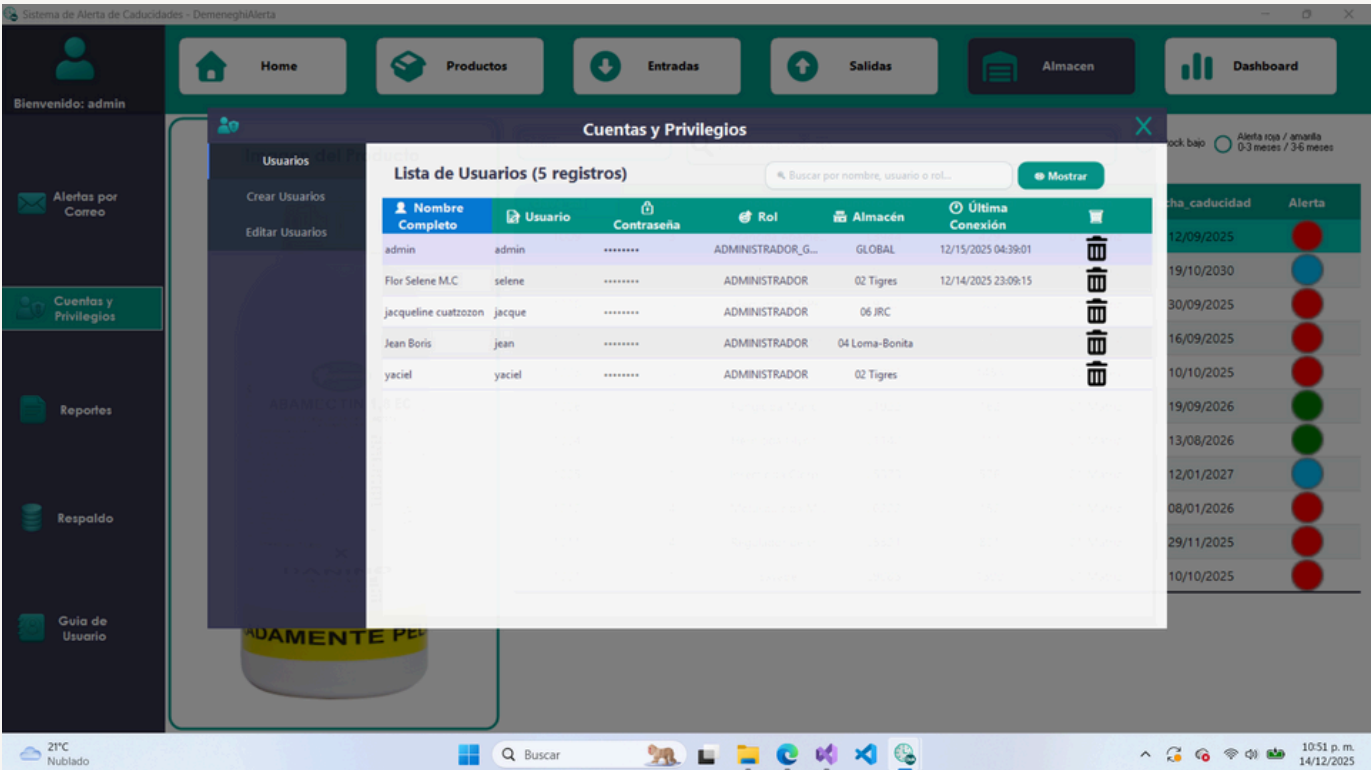 Sistema de Alerta de Caducidades - DemeneghiAlerta
Home
Productos
Entradas
Salidas
Almacen
Dashboard
Bienvenido: admin
Cuentas y Privilegios
ock bajo
Alerta roja / amarilla
0-3 meses / 3-6 meses
Usuarios
Crear Usuarios
Editar Usuarios
Lista de Usuarios (5 registros)
Buscar por nombre, usuario o rol...
Mostrar
Alertas por
Correo
Cuentas y
Privilegios
Reportes
Respaldo
Guia de
Usuario
Nombre Completo Usuario Contraseña Rol Almacén Última Conexión
admin admin •••••••• ADMINISTRADOR_G... GLOBAL 12/15/2025 04:39:01
Flor Selene M.C selene •••••••• ADMINISTRADOR 02 Tigres 12/14/2025 23:09:15
jacqueline cuatzozon jacque •••••••• ADMINISTRADOR 06 JRC
Jean Boris jean •••••••• ADMINISTRADOR 04 Loma-Bonita
yaciel yaciel •••••••• ADMINISTRADOR 02 Tigres
cha_caducidad Alerta
12/09/2025
19/10/2030
30/09/2025
16/09/2025
10/10/2025
19/09/2026
13/08/2026
12/01/2027
08/01/2026
29/11/2025
10/10/2025
ADAMENTE PEL
21°C
Nublado
Buscar
10:51 p. m.
14/12/2025